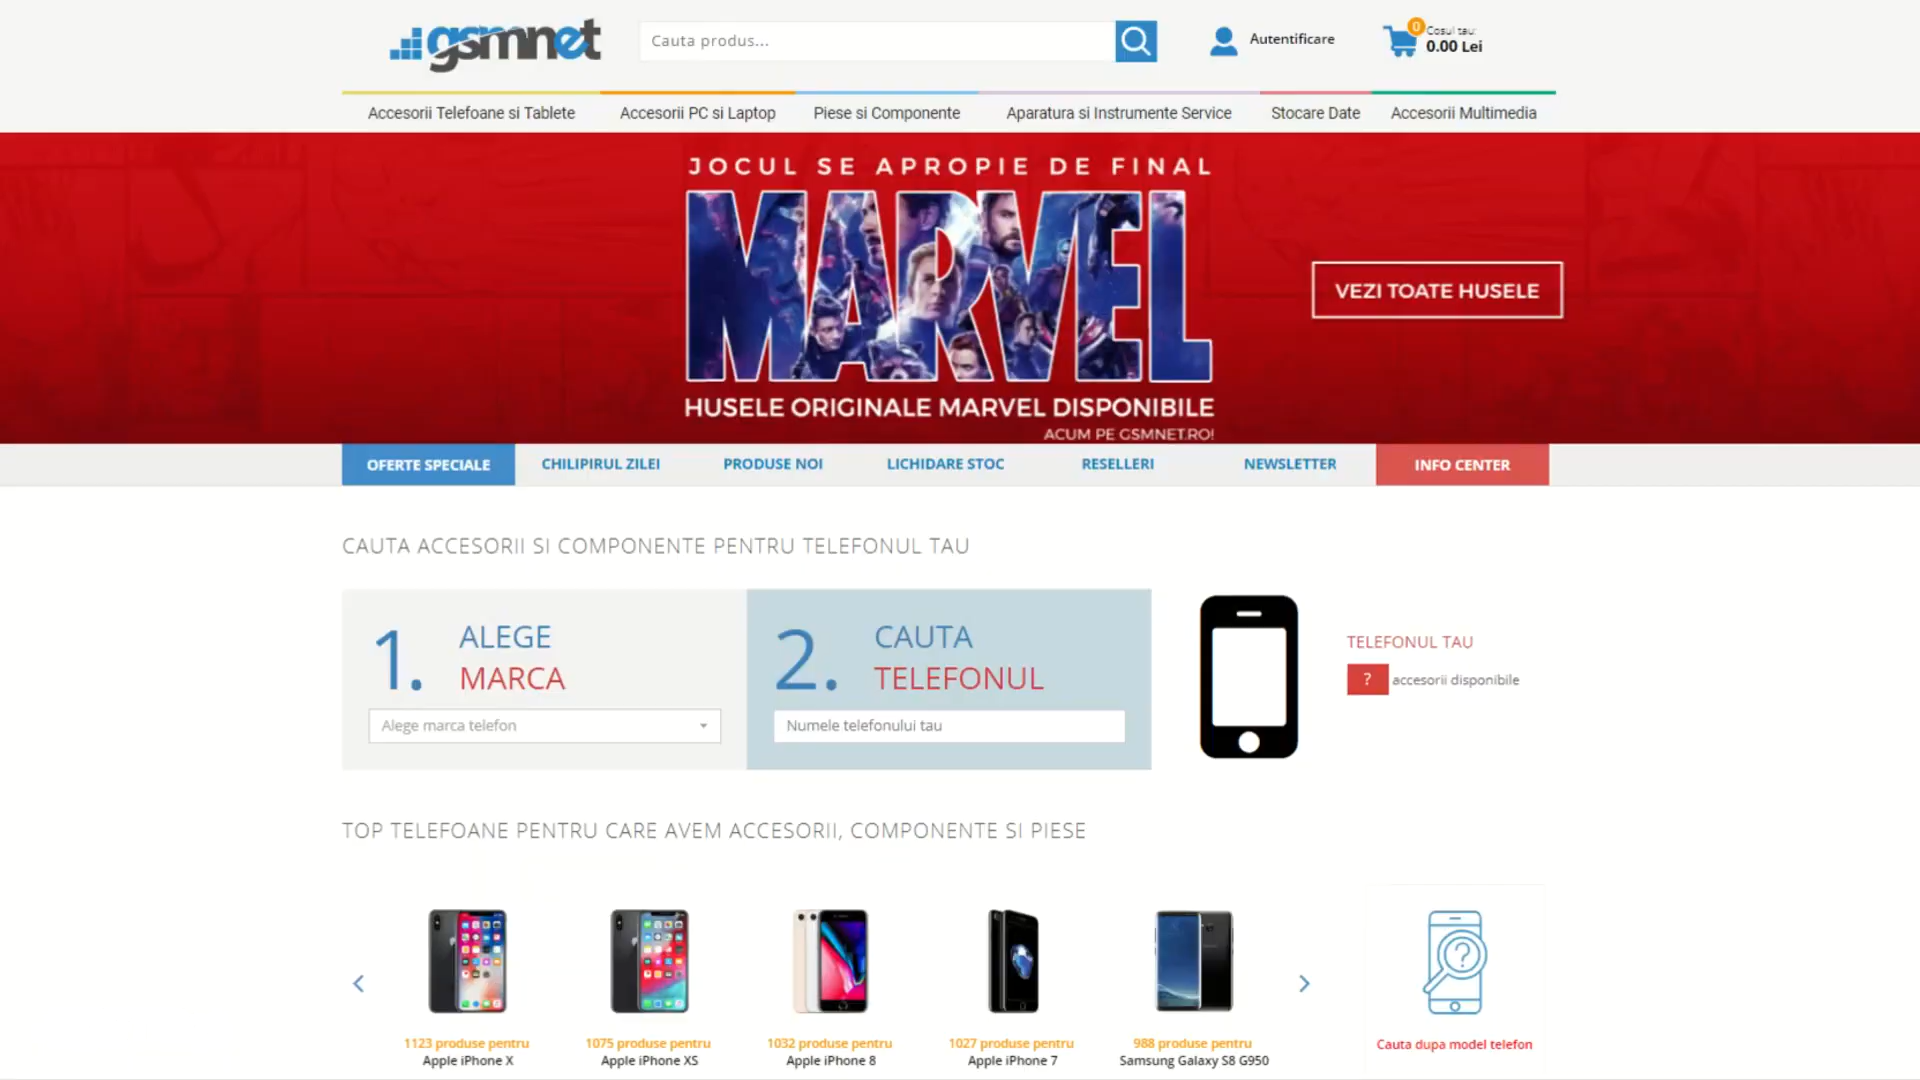 gsmnet
Cauta produs...
Autentificare
0
Cosul tau:
0.00 Lei
Accesorii Telefoane si Tablete
Accesorii PC si Laptop
Piese si Componente
Aparatura si Instrumente Service
Stocare Date
Accesorii Multimedia
JOCUL SE APROPIE DE FINAL
MARVEL
HUSELE ORIGINALE MARVEL DISPONIBILE
ACUM PE GSMNET.RO!
VEZI TOATE HUSELE
OFERTE SPECIALE
CHILIPIRUL ZILEI
PRODUSE NOI
LICHIDARE STOC
RESELLERI
NEWSLETTER
INFO CENTER
CAUTA ACCESORII SI COMPONENTE PENTRU TELEFONUL TAU
1.
ALEGE
MARCA
Alege marca telefon
2.
CAUTA
TELEFONUL
Numele telefonului tau
TELEFONUL TAU
? accesorii disponibile
TOP TELEFOANE PENTRU CARE AVEM ACCESORII, COMPONENTE SI PIESE
1123 produse pentru
Apple iPhone X
1075 produse pentru
Apple iPhone XS
1032 produse pentru
Apple iPhone 8
1027 produse pentru
Apple iPhone 7
988 produse pentru
Samsung Galaxy S8 G950
?
Cauta dupa model telefon